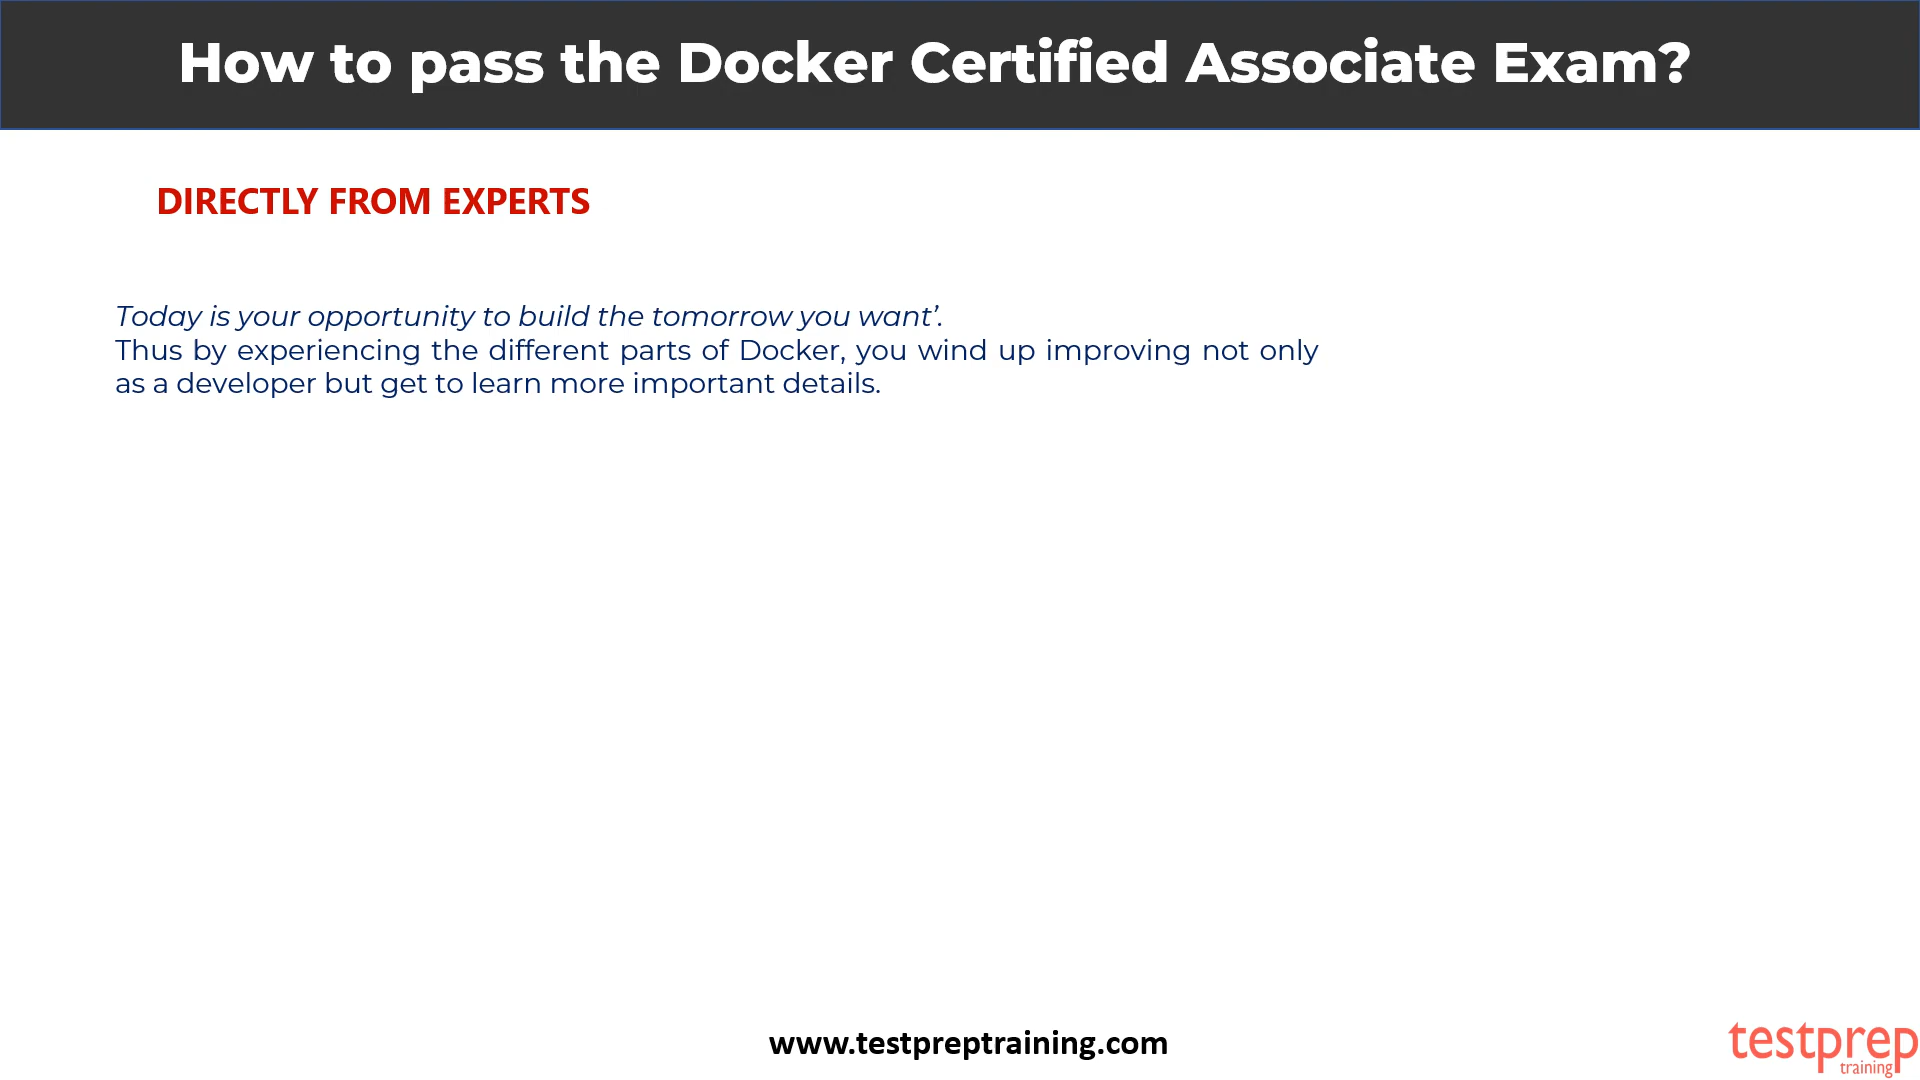 How to pass the Docker Certified Associate Exam?
DIRECTLY FROM EXPERTS
Today is your opportunity to build the tomorrow you want’.
Thus by experiencing the different parts of Docker, you wind up improving not only
as a developer but get to learn more important details.
www.testpreptraining.com
testprep
training